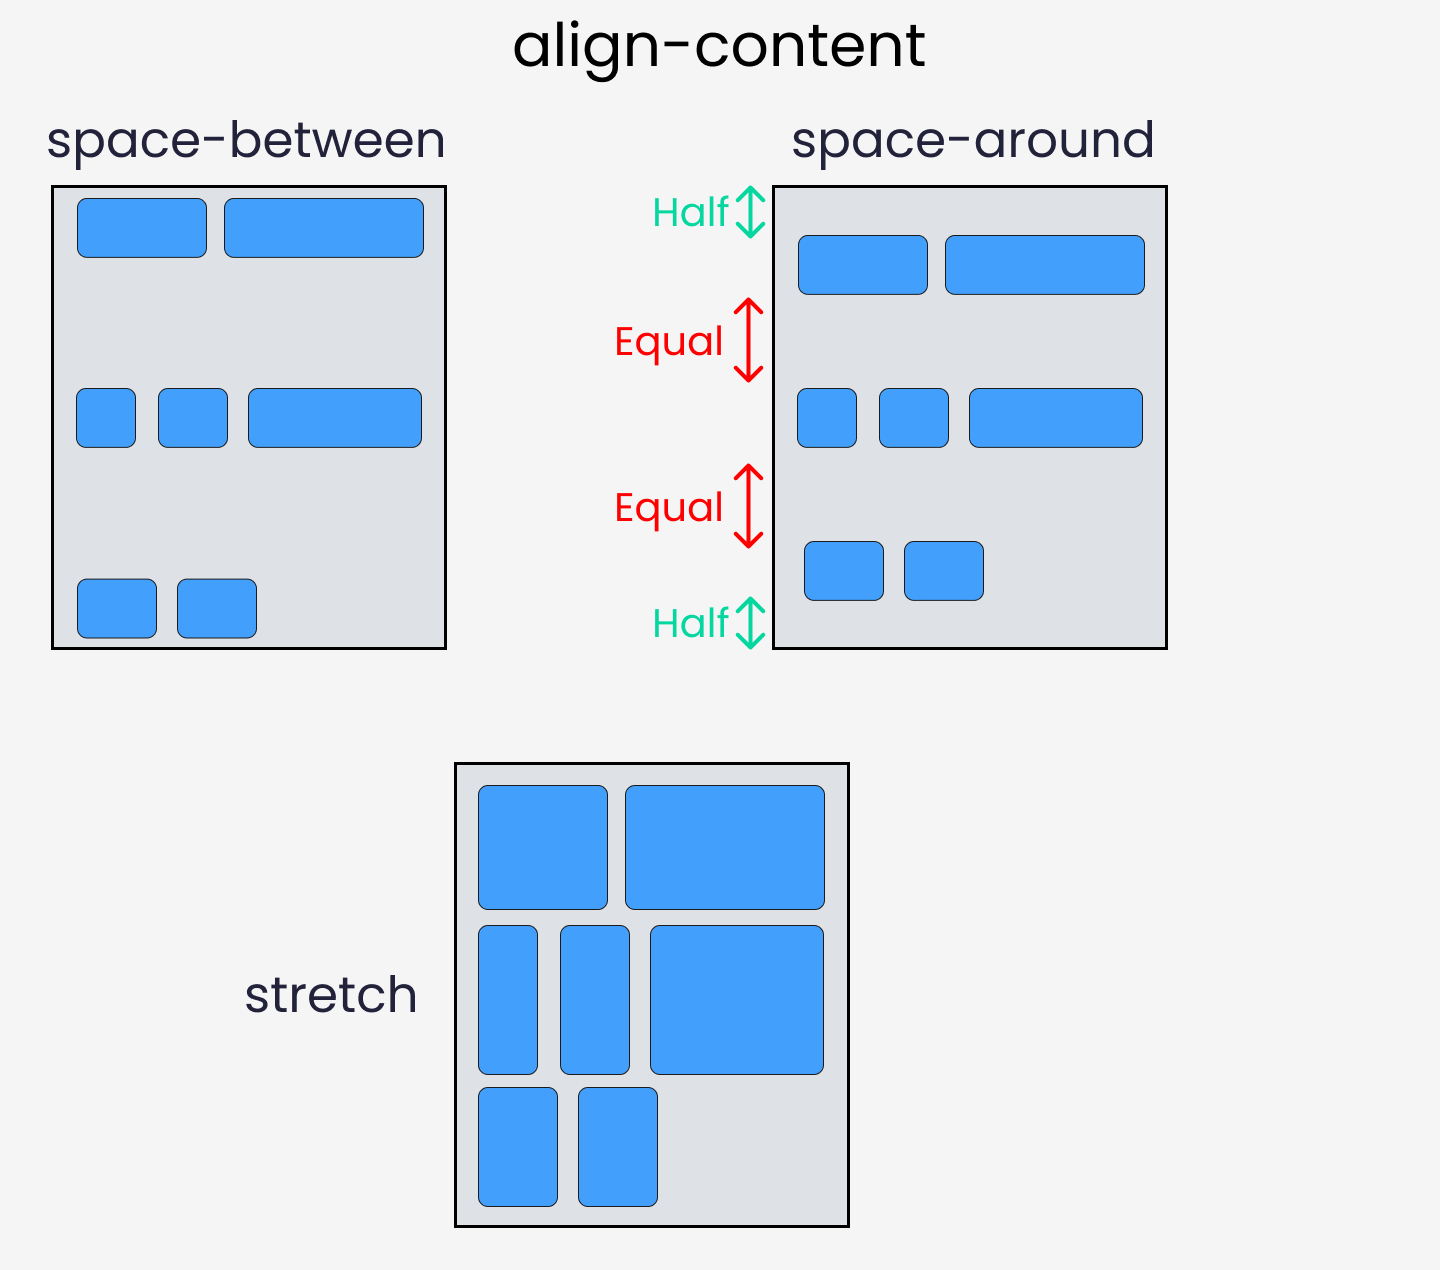 align-content
space-between
space-around
Half
Equal
Equal
Half
stretch